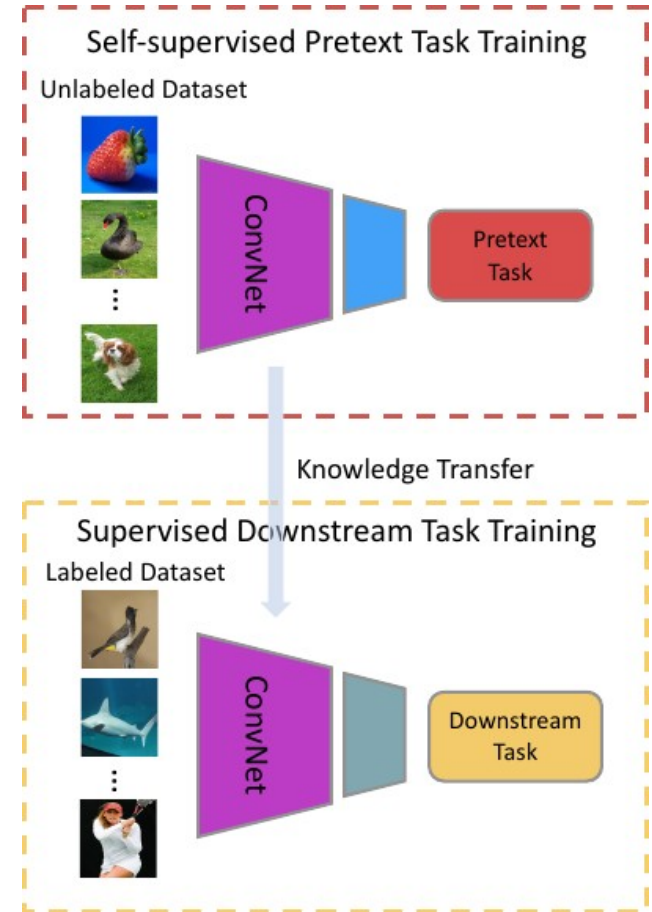 Self-supervised Pretext Task Training
Unlabeled Dataset
ConvNet
Pretext
Task
...
Knowledge Transfer
Supervised Downstream Task Training
Labeled Dataset
ConvNet
Downstream
Task
...